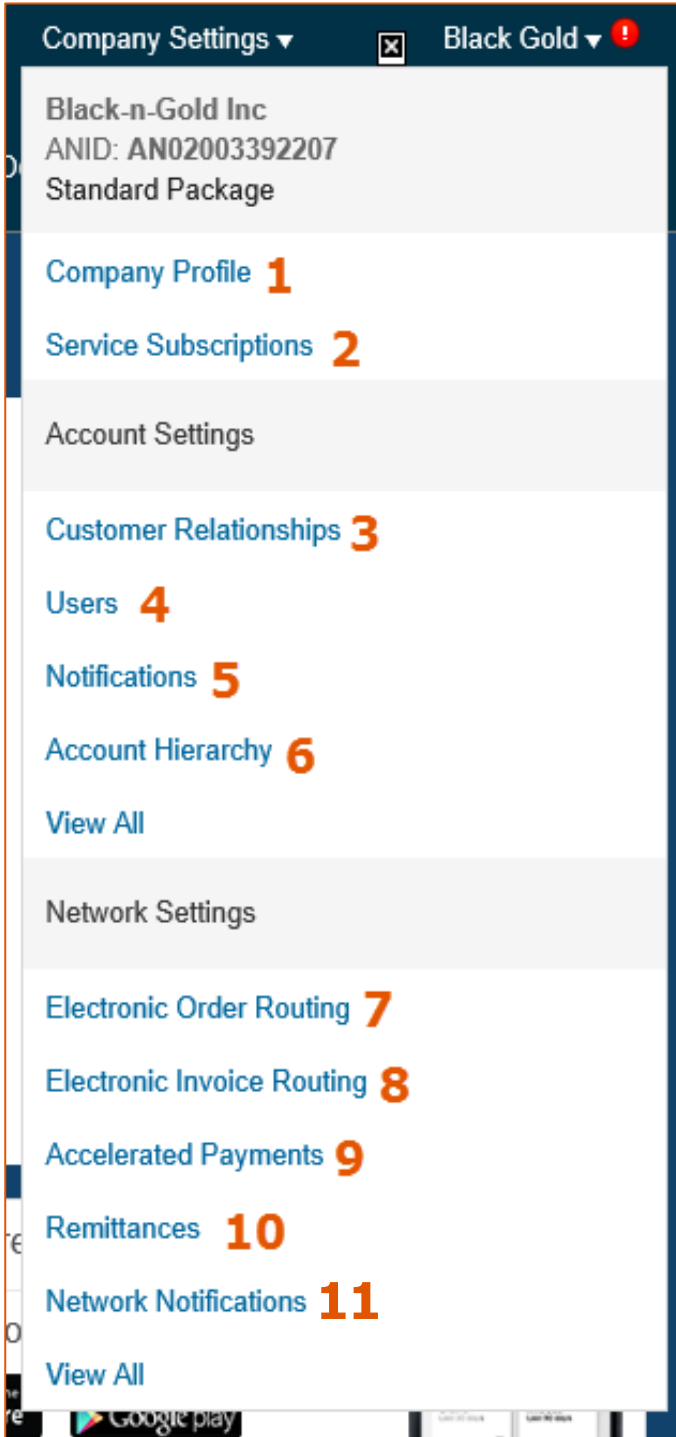 Company Settings ▾ Black Gold ▾ !
Black-n-Gold Inc
ANID: AN02003392207
Standard Package
Company Profile 1
Service Subscriptions 2
Account Settings
Customer Relationships 3
Users 4
Notifications 5
Account Hierarchy 6
View All
Network Settings
Electronic Order Routing 7
Electronic Invoice Routing 8
Accelerated Payments 9
Remittances 10
Network Notifications 11
View All
Google play